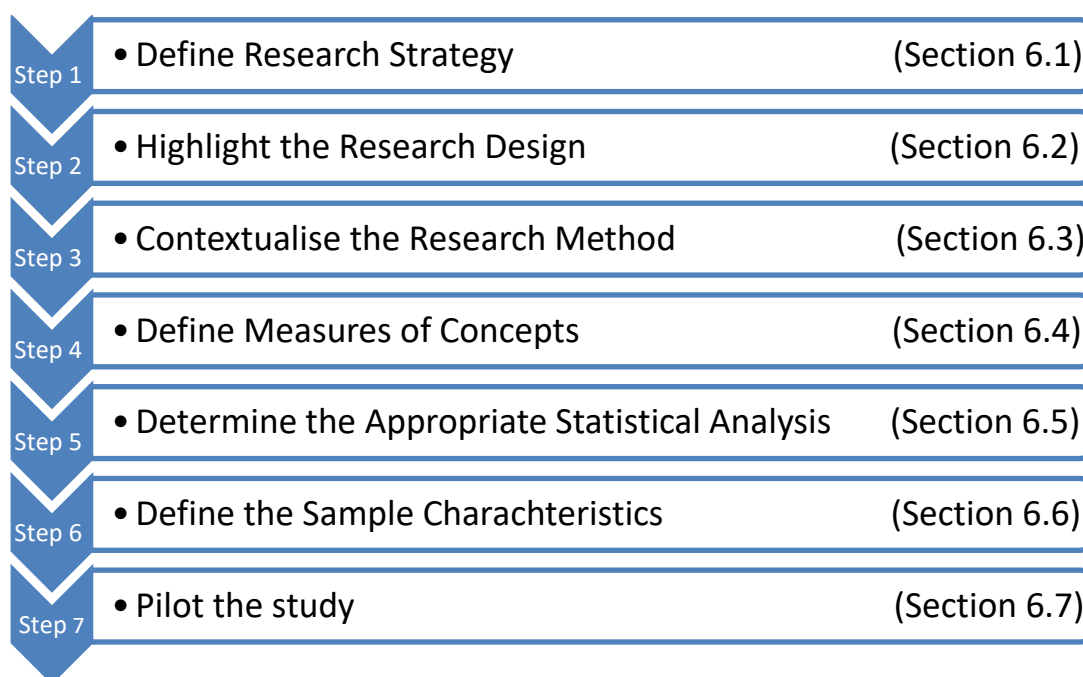 Step 1 • Define Research Strategy (Section 6.1)
Step 2 • Highlight the Research Design (Section 6.2)
Step 3 • Contextualise the Research Method (Section 6.3)
Step 4 • Define Measures of Concepts (Section 6.4)
Step 5 • Determine the Appropriate Statistical Analysis (Section 6.5)
Step 6 • Define the Sample Charachteristics (Section 6.6)
Step 7 • Pilot the study (Section 6.7)